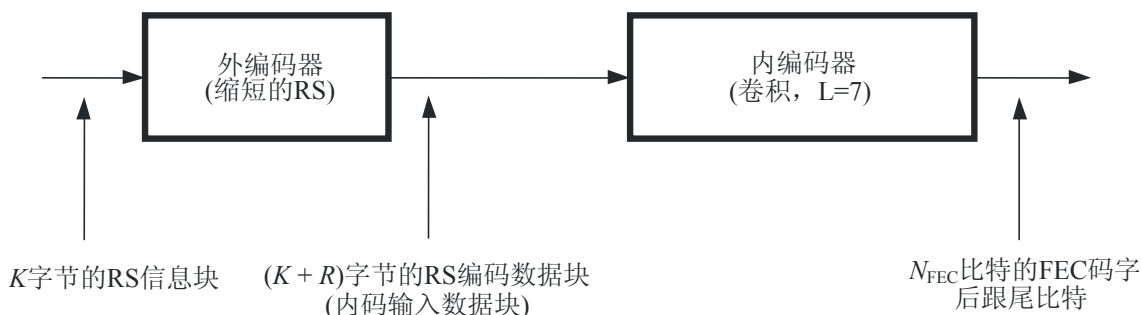 外编码器
(缩短的RS)
内编码器
(卷积，L=7)
K字节的RS信息块
(K + R)字节的RS编码数据块
(内码输入数据块)
N_FEC比特的FEC码字
后跟尾比特